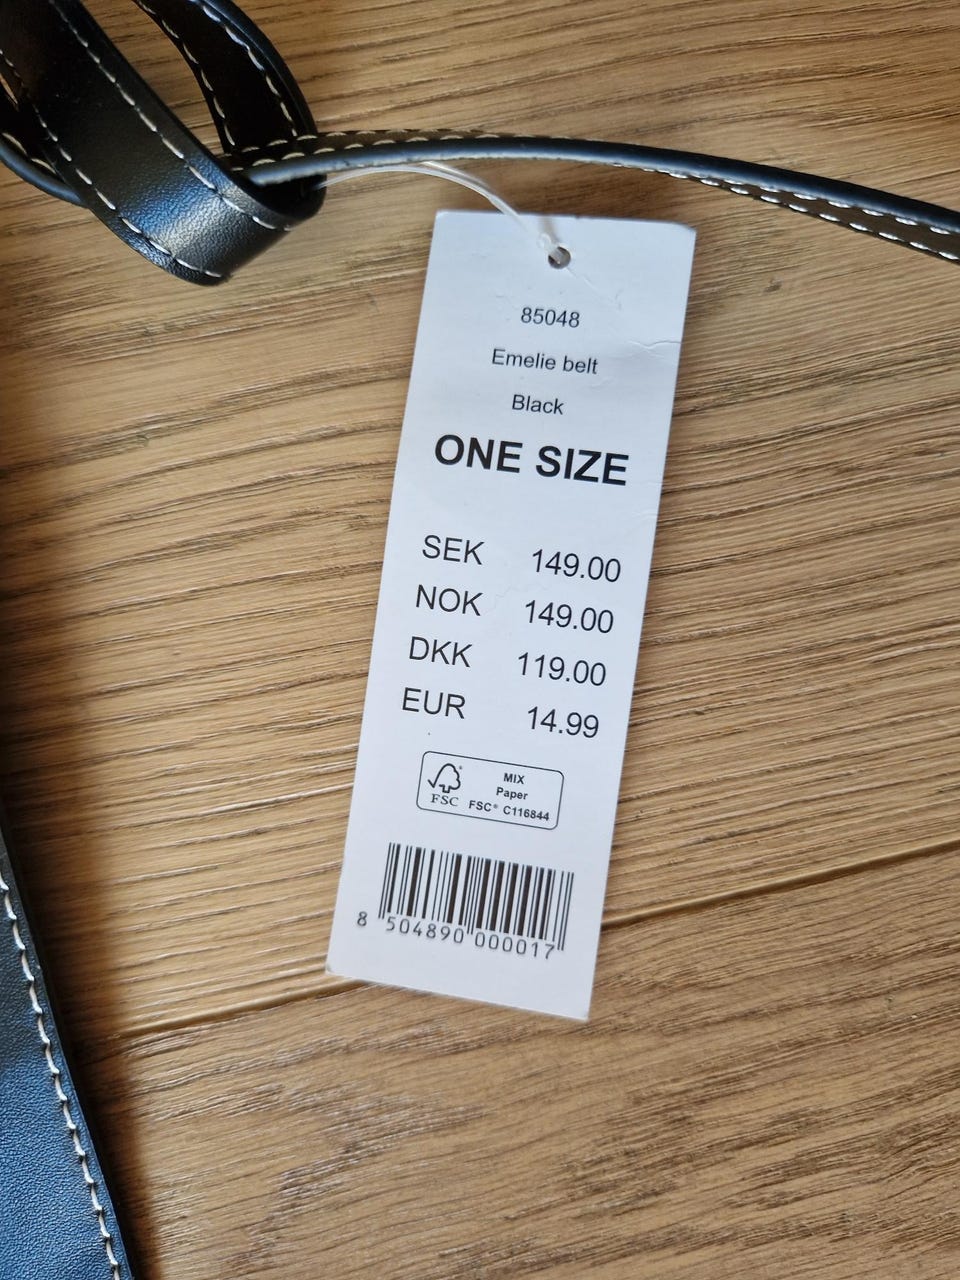 85048
Emelie belt
Black
ONE SIZE
SEK 149.00
NOK 149.00
DKK 119.00
EUR 14.99
FSC®
MIX
Paper
FSC® C116844
8 504890 000017